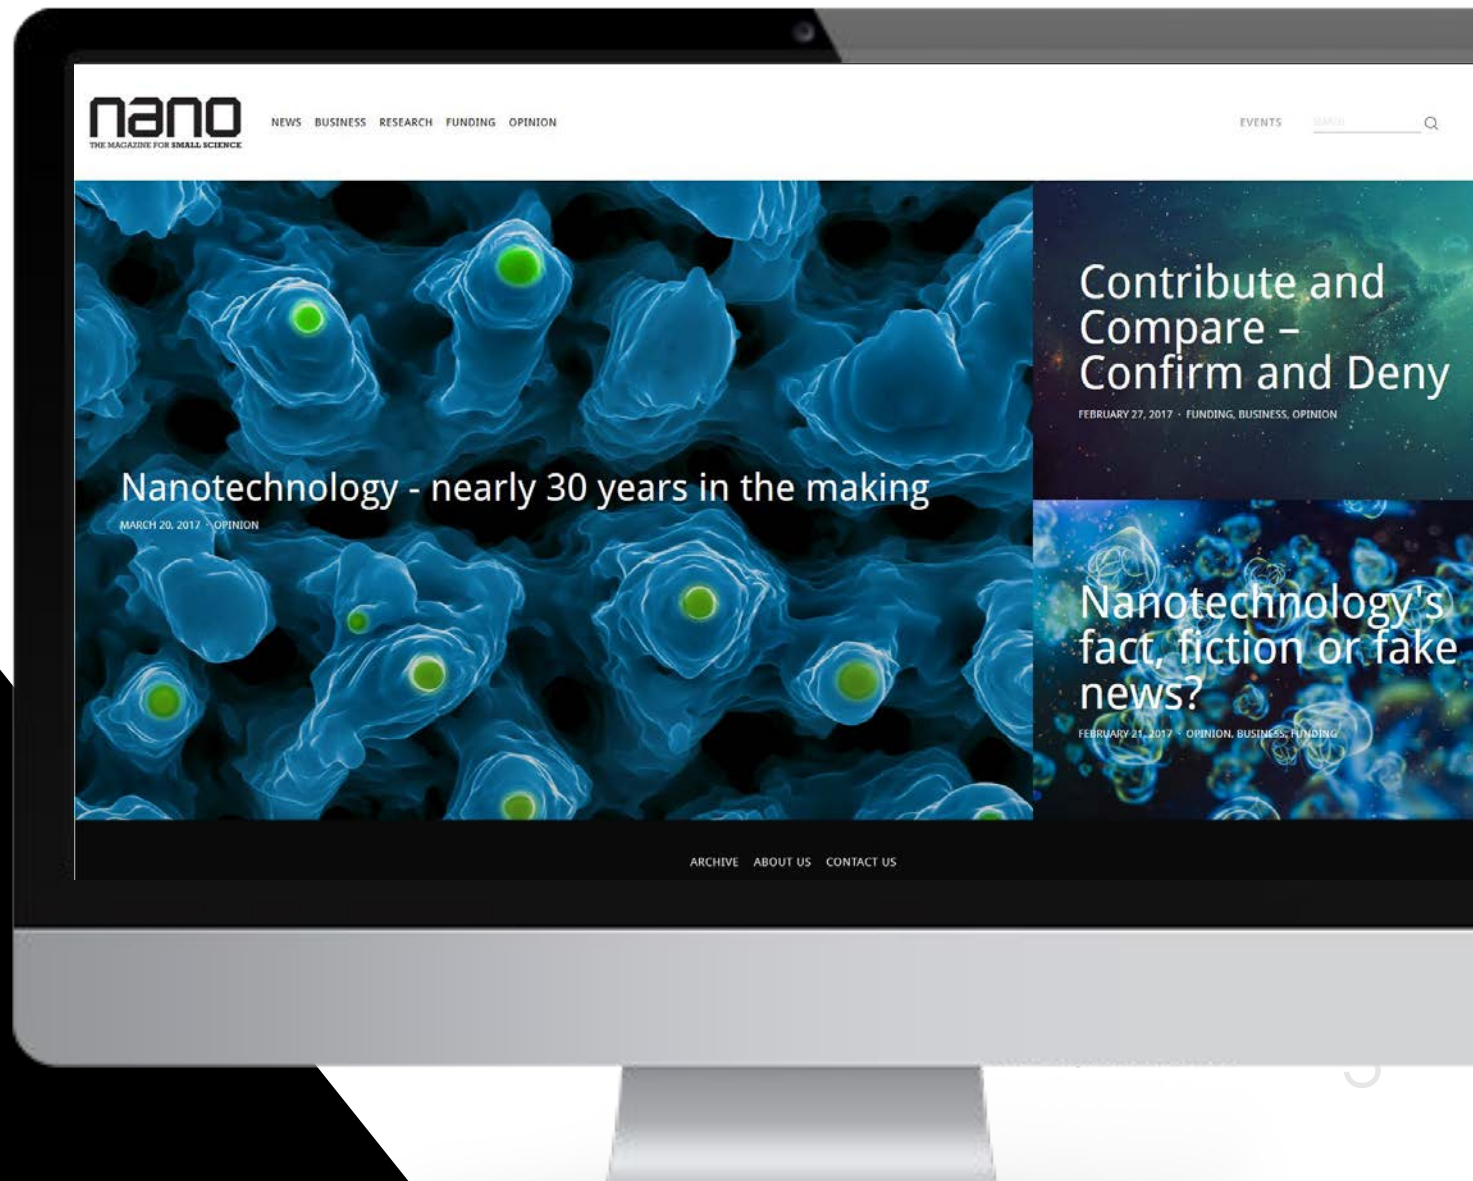 nano
THE MAGAZINE FOR SMALL SCIENCE
NEWS BUSINESS RESEARCH FUNDING OPINION
EVENTS SEARCH
Nanotechnology - nearly 30 years in the making
MARCH 20, 2017 · OPINION
Contribute and
Compare –
Confirm and Deny
FEBRUARY 27, 2017 · FUNDING, BUSINESS, OPINION
Nanotechnology's
fact, fiction or fake
news?
FEBRUARY 21, 2017 · OPINION, BUSINESS, FUNDING
ARCHIVE ABOUT US CONTACT US